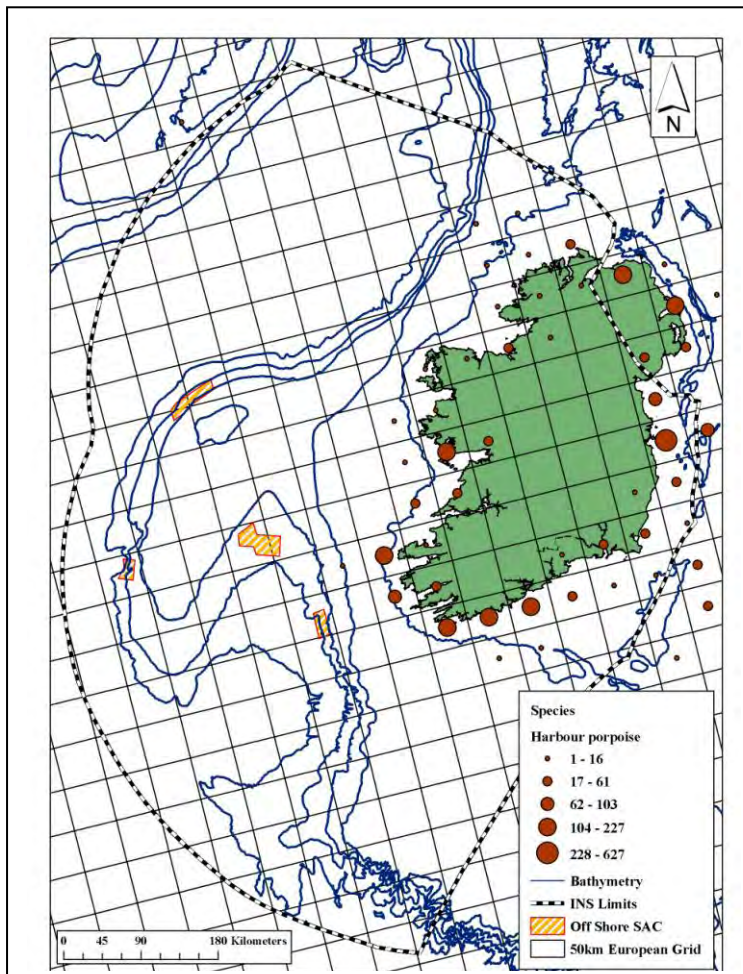 N
Species
Harbour porpoise
1 - 16
17 - 61
62 - 103
104 - 227
228 - 627
Bathymetry
INS Limits
Off Shore SAC
50km European Grid
0 45 90 180 Kilometers